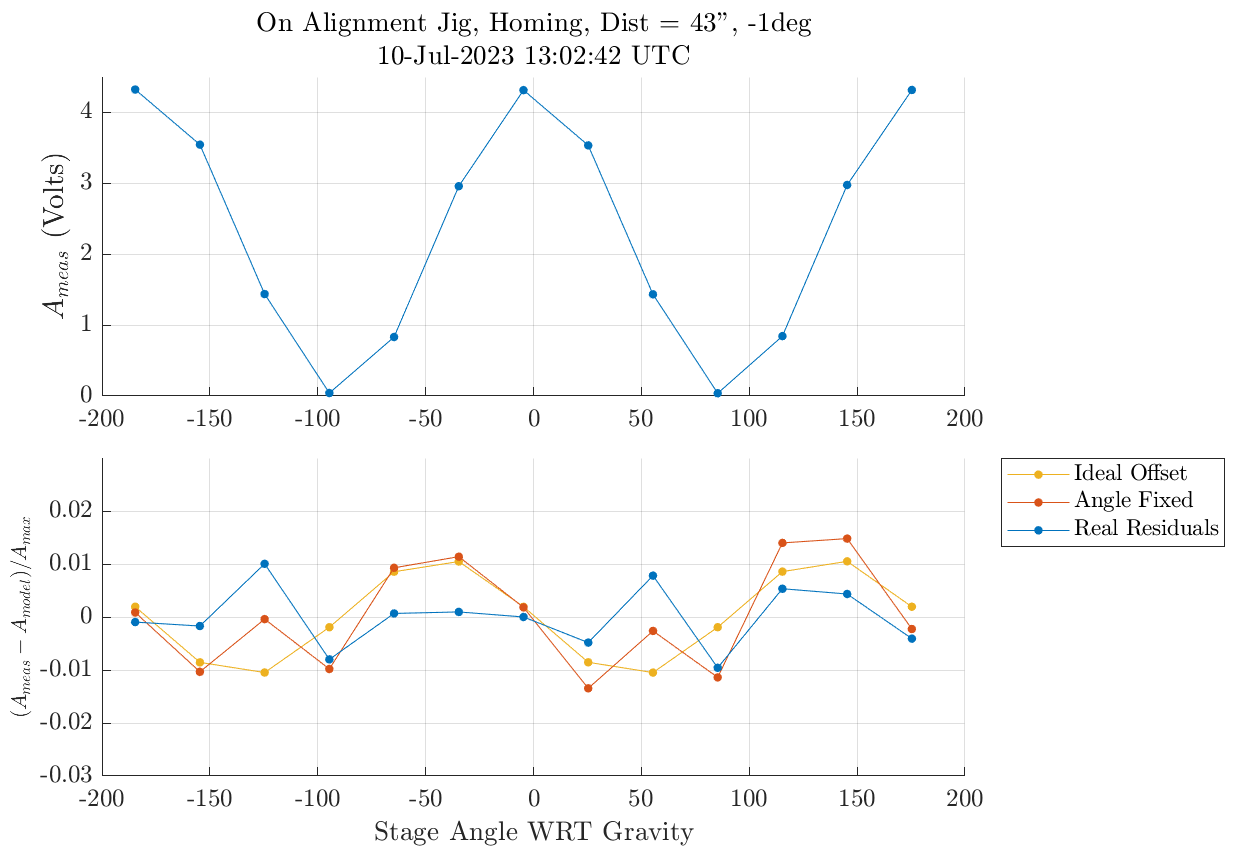 On Alignment Jig, Homing, Dist = 43", -1deg
10-Jul-2023 13:02:42 UTC
A_meas (Volts)
4
3
2
1
0
-200 -150 -100 -50 0 50 100 150 200
(A_meas − A_model)/A_max
0.02
0.01
0
-0.01
-0.02
-0.03
-200 -150 -100 -50 0 50 100 150 200
Stage Angle WRT Gravity
Ideal Offset
Angle Fixed
Real Residuals